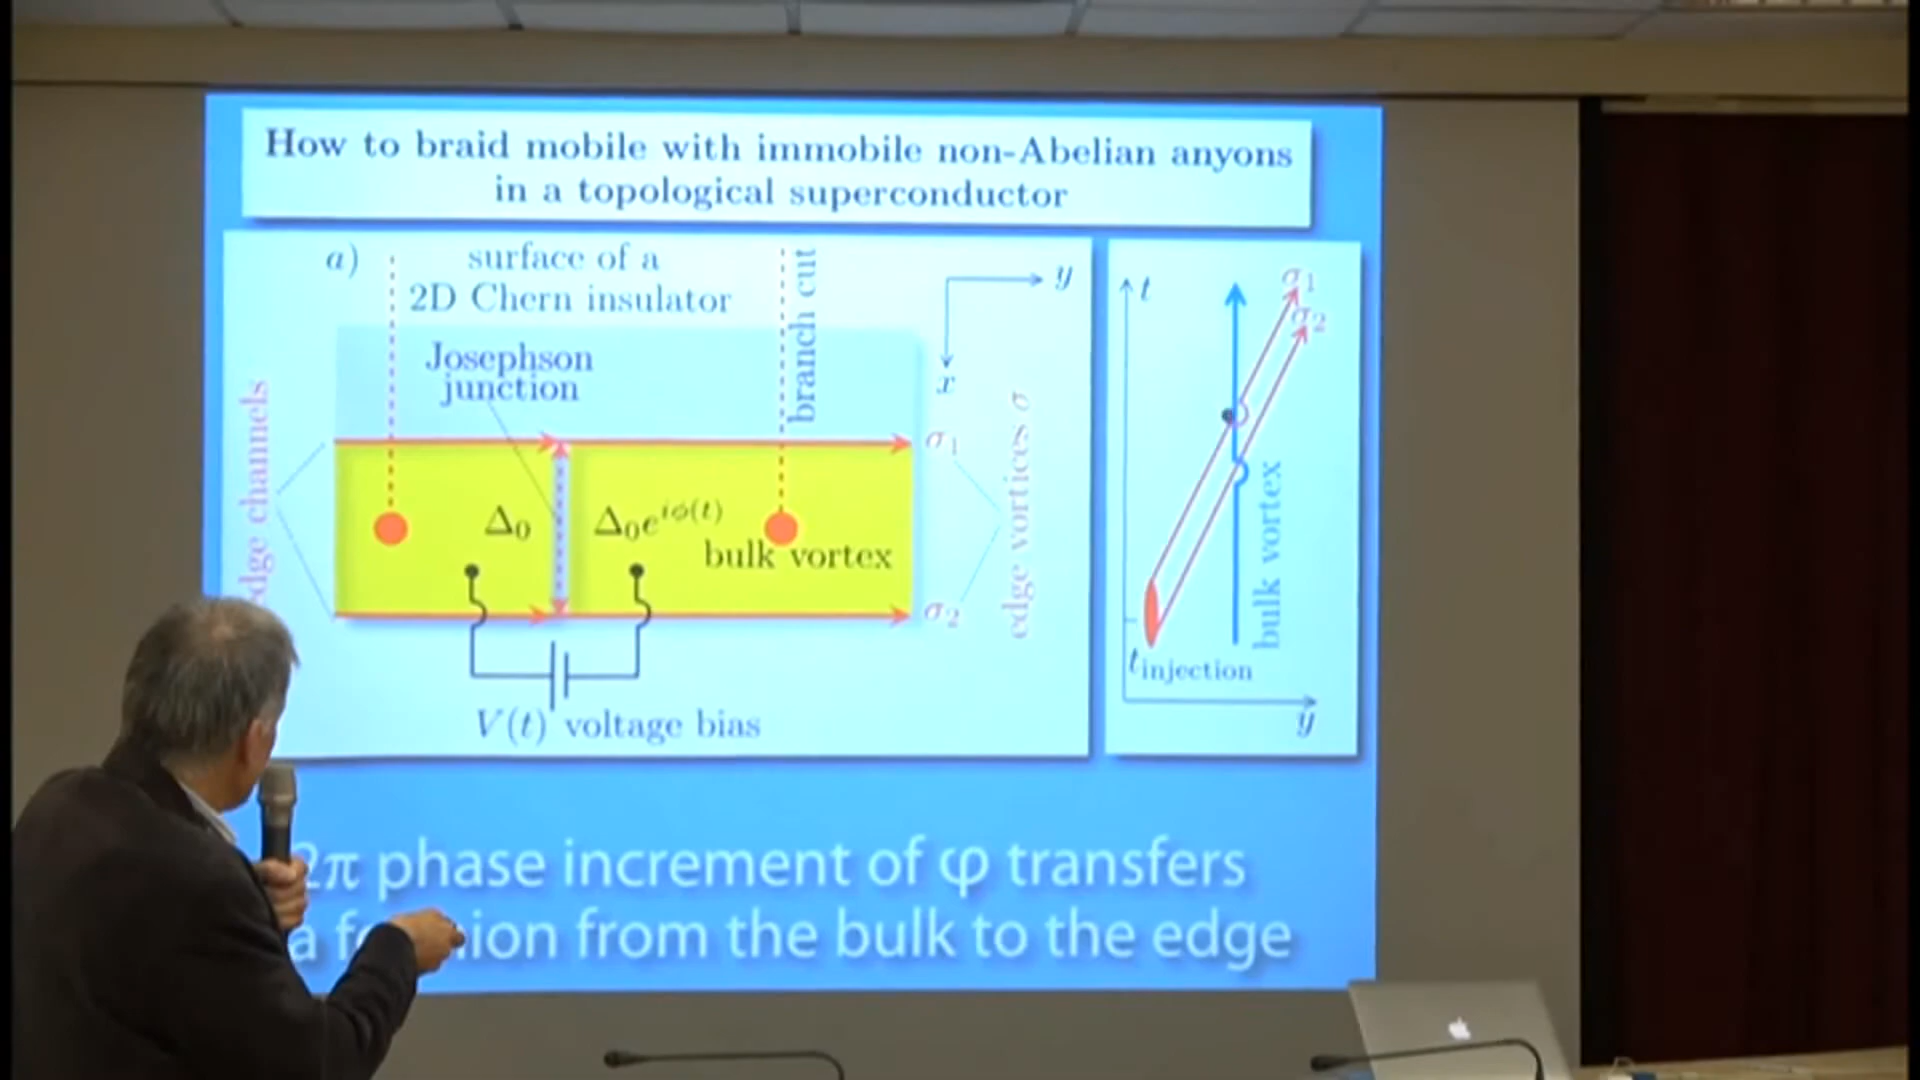 How to braid mobile with immobile non-Abelian anyons
in a topological superconductor
a)
surface of a
2D Chern insulator
branch cut
y
x
Josephson
junction
edge channels
σ1
Δ0
Δ0e^{iϕ(t)}
bulk vortex
σ2
edge vortices σ
V(t) voltage bias
t
σ1
σ2
bulk vortex
tinjection
y
2π phase increment of φ transfers
a from the bulk to the edge